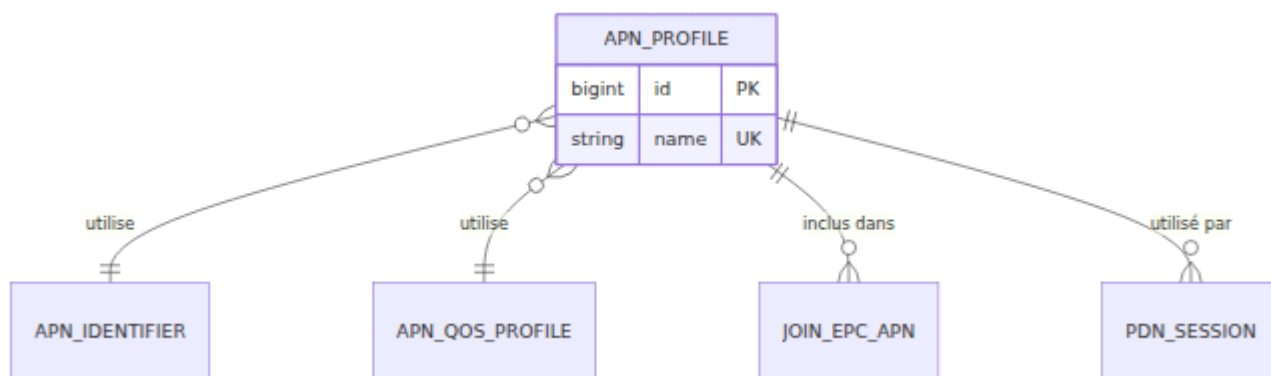 APN_PROFILE
bigint id PK
string name UK
utilise utilise inclus dans utilisé par
APN_IDENTIFIER APN_QOS_PROFILE JOIN_EPC_APN PDN_SESSION